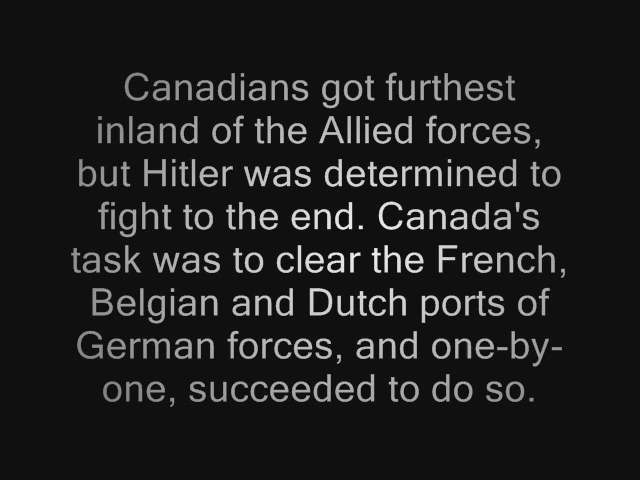 Canadians got furthest
inland of the Allied forces,
but Hitler was determined to
fight to the end. Canada's
task was to clear the French,
Belgian and Dutch ports of
German forces, and one-by-
one, succeeded to do so.